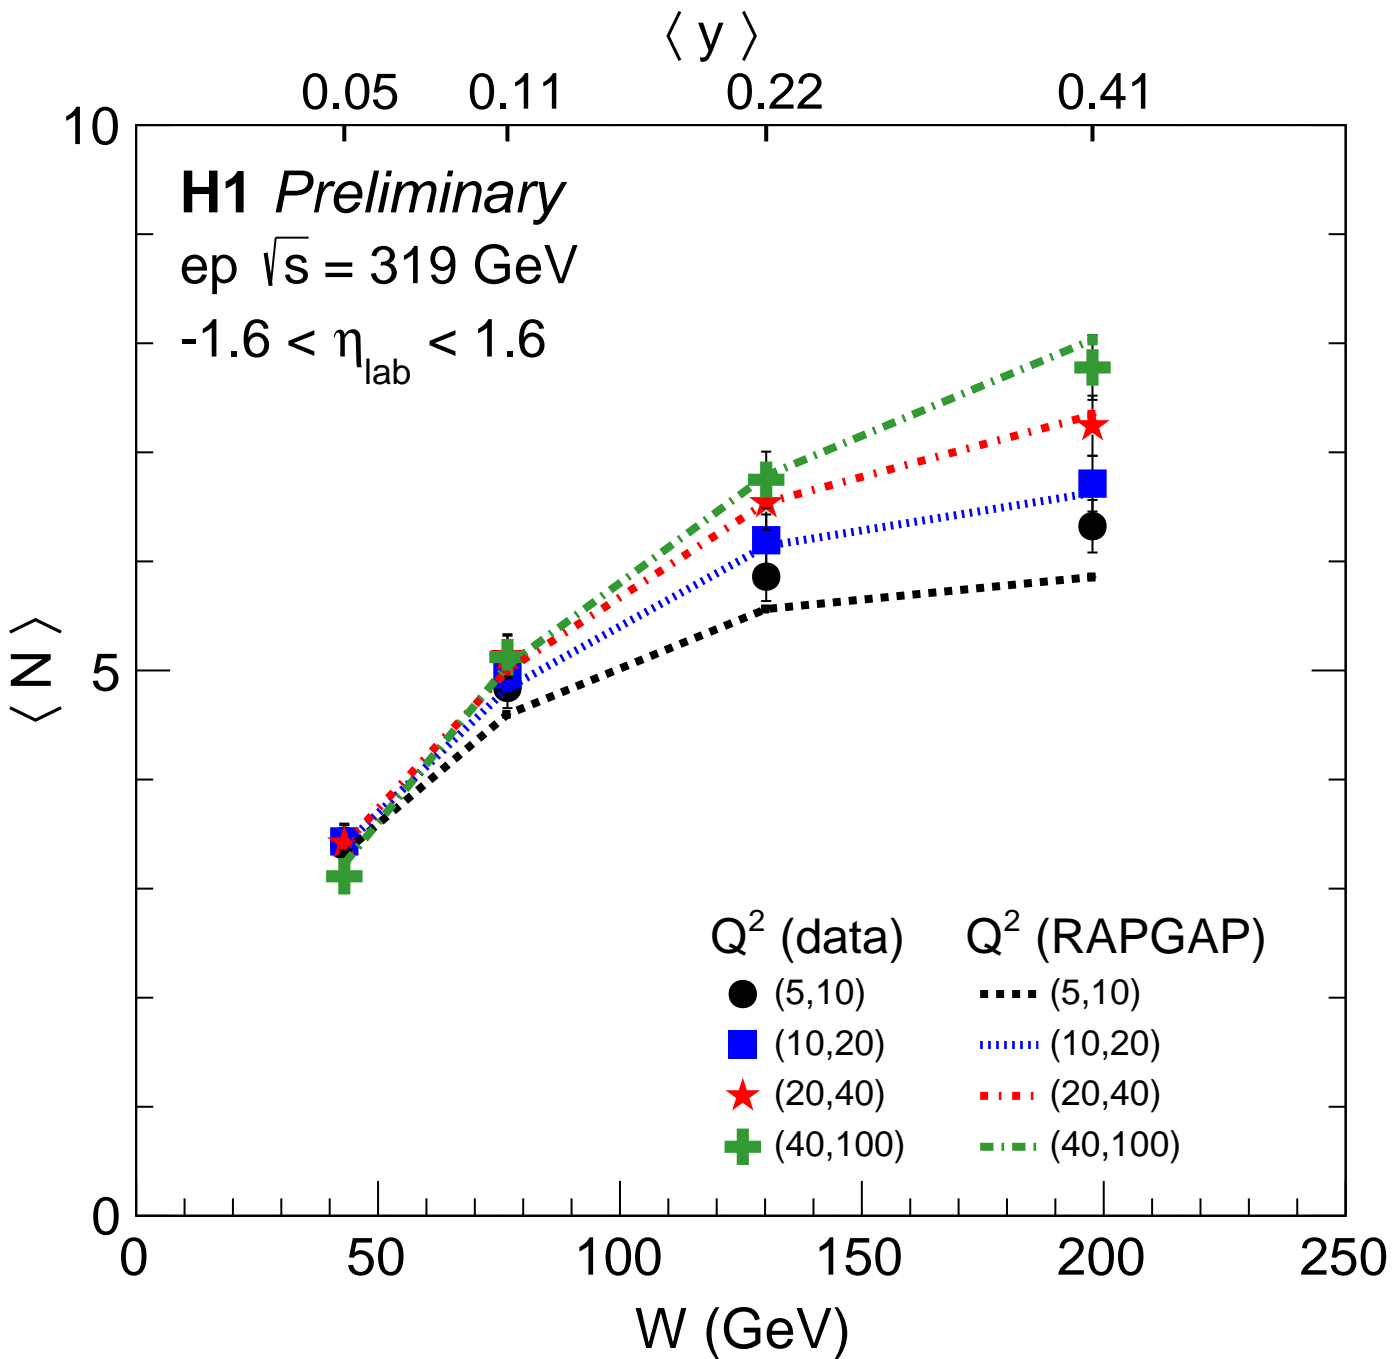 ⟨ y ⟩
0.05 0.11 0.22 0.41
10
H1 Preliminary
ep √s = 319 GeV
-1.6 < η_lab < 1.6
⟨ N ⟩
5
Q² (data) Q² (RAPGAP)
(5,10) (5,10)
(10,20) (10,20)
(20,40) (20,40)
(40,100) (40,100)
0
0 50 100 150 200 250
W (GeV)